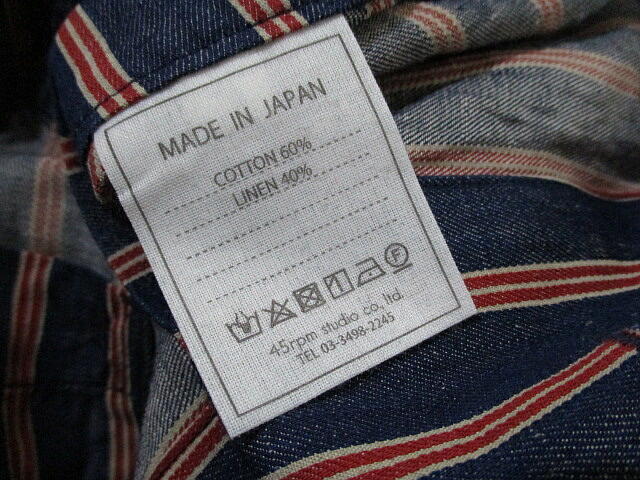 MADE IN JAPAN
COTTON 60%
LINEN 40%
45rpm studio co., ltd.
TEL 03-3498-2245